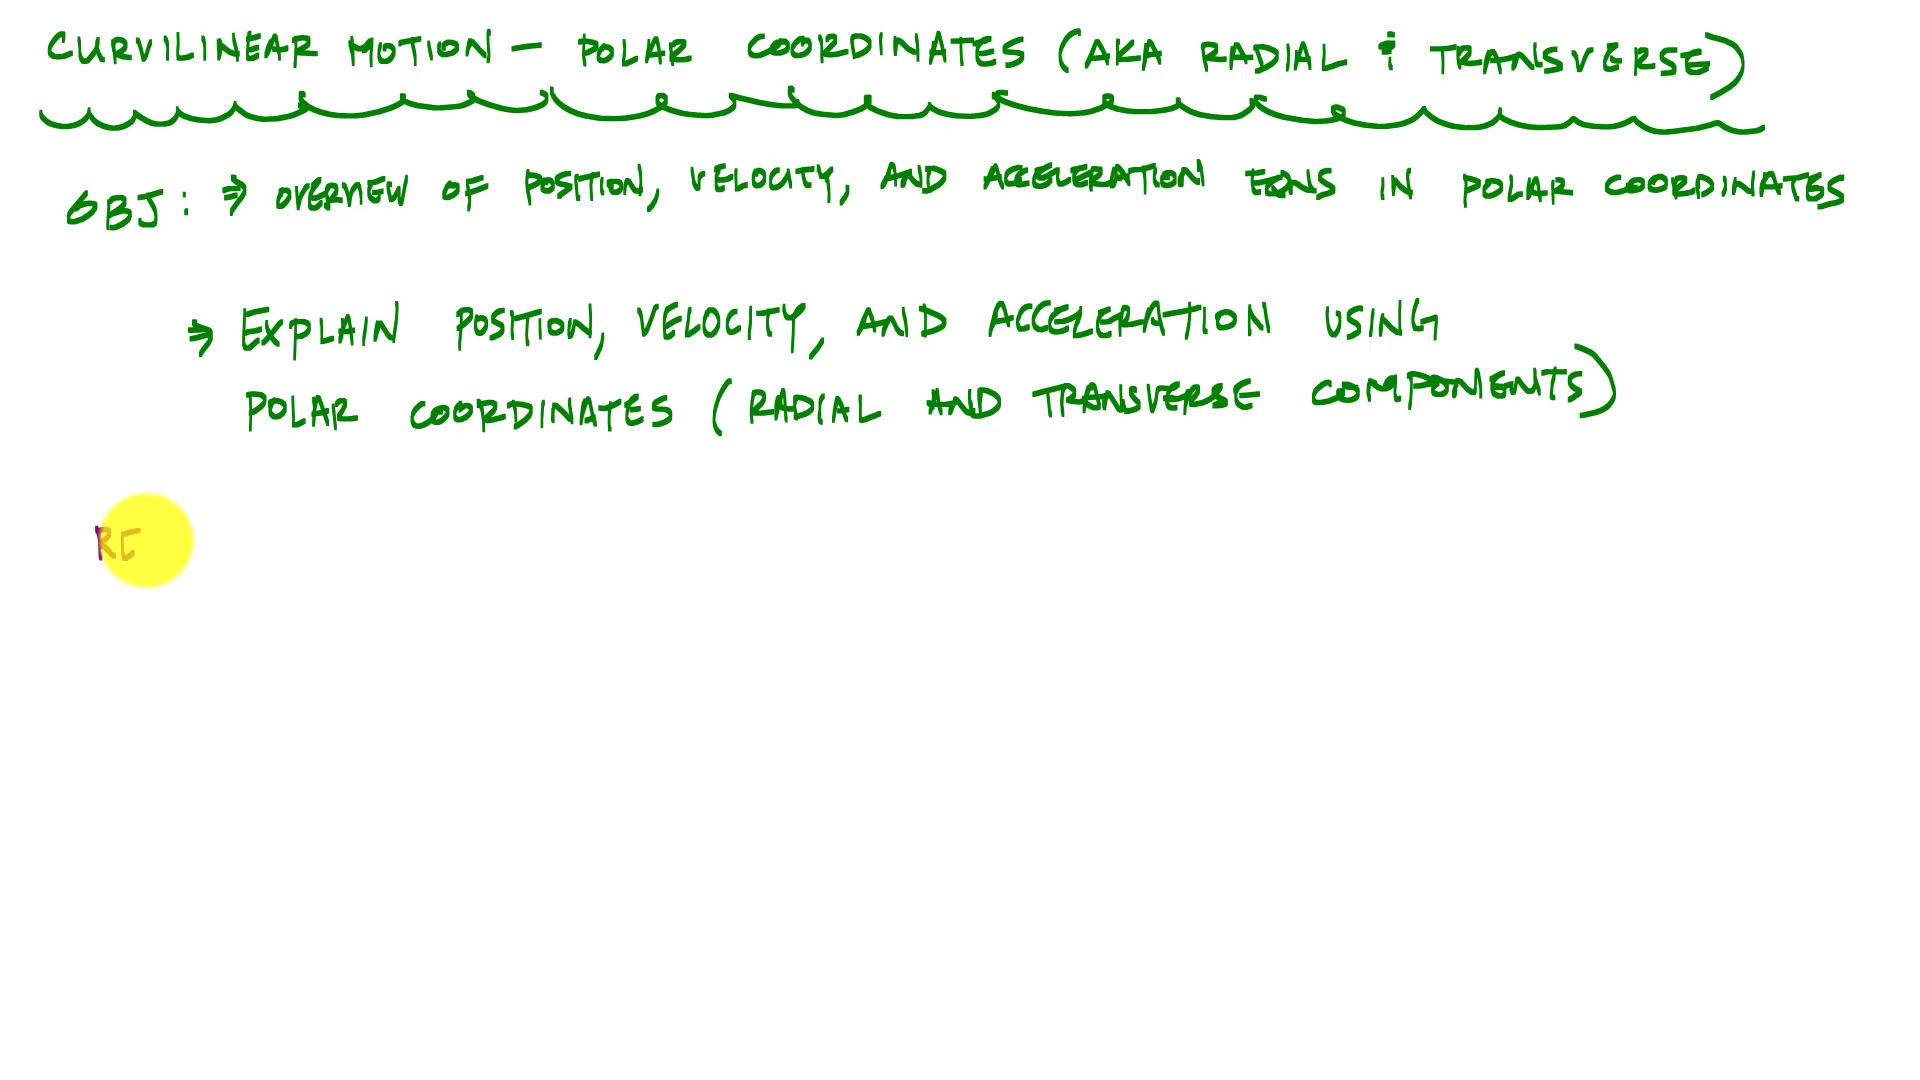 CURVILINEAR MOTION — POLAR COORDINATES (AKA RADIAL & TRANSVERSE)
OBJ: ⇒ OVERVIEW OF POSITION, VELOCITY, AND ACCELERATION EQNS IN POLAR COORDINATES
⇒ EXPLAIN POSITION, VELOCITY, AND ACCELERATION USING
POLAR COORDINATES (RADIAL AND TRANSVERSE COMPONENTS)
RE